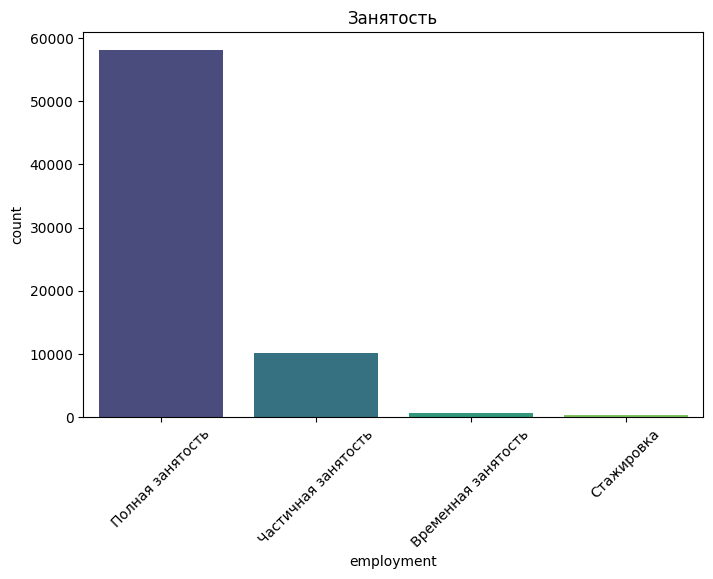 Занятость
60000
50000
40000
30000
20000
10000
0
count
Полная занятость
Частичная занятость
Временная занятость
Стажировка
employment